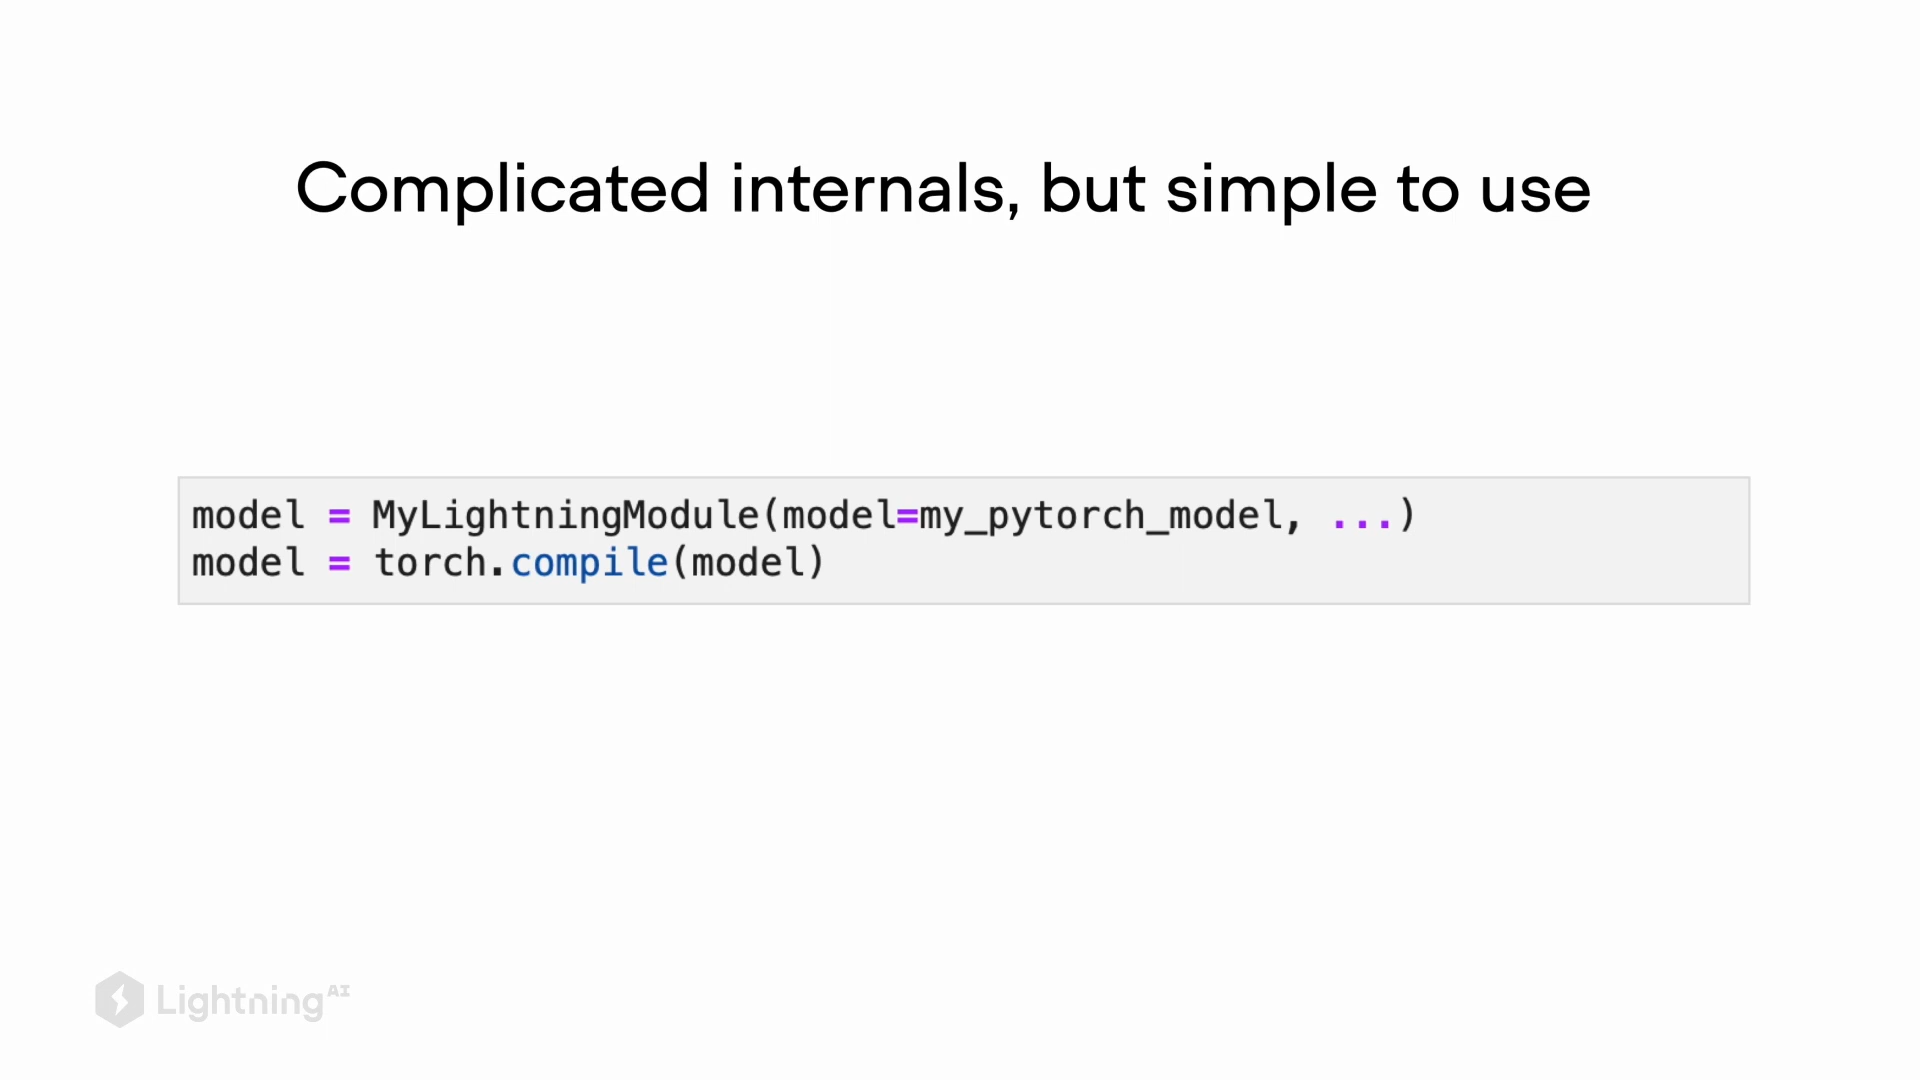 Complicated internals, but simple to use
model = MyLightningModule(model=my_pytorch_model, ...)
model = torch.compile(model)
Lightning AI